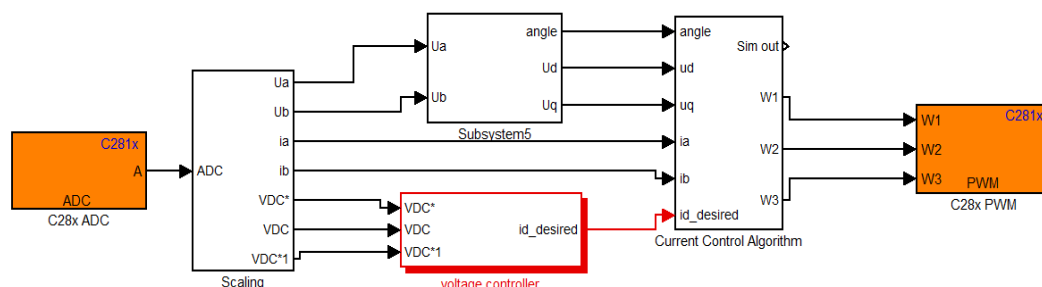 C281x
A
ADC
C28x ADC
ADC
Ua
Ub
ia
ib
VDC*
VDC
VDC*1
Scaling
Ua
Ub
angle
Ud
Uq
Subsystem5
VDC*
VDC
VDC*1
id_desired
voltage controller
angle
ud
uq
ia
ib
id_desired
Sim out
W1
W2
W3
Current Control Algorithm
C281x
W1
W2
W3
PWM
C28x PWM